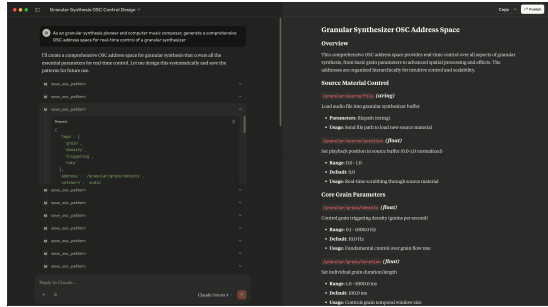 Granular Synthesis OSC Control Design
Copy
Publish
As an granular synthesis pioneer and computer music composer, generate a comprehensive
OSC address space for real-time control of a granular synthesizer
I'll create a comprehensive OSC address space for granular synthesis that covers all the
essential parameters for real-time control. Let me design this systematically and save the
patterns for future use.
save_osc_pattern
save_osc_pattern
save_osc_pattern
Request
{
"tags": [
"grain",
"density",
"triggering",
"rate"
],
"address": "/granular/grain/density",
"category": "audio",
save_osc_pattern
save_osc_pattern
save_osc_pattern
save_osc_pattern
save_osc_pattern
save_osc_pattern
save_osc_pattern
Reply to Claude...
Claude Sonnet 4
Granular Synthesizer OSC Address Space
Overview
This comprehensive OSC address space provides real-time control over all aspects of granular
synthesis, from basic grain parameters to advanced spatial processing and effects. The
addresses are organized hierarchically for intuitive control and scalability.
Source Material Control
/granular/source/file (string)
Load audio file into granular synthesizer buffer
• Parameters: filepath (string)
• Usage: Send file path to load new source material
/granular/source/position (float)
Set playback position in source buffer (0.0-1.0 normalized)
• Range: 0.0 - 1.0
• Default: 0.0
• Usage: Real-time scrubbing through source material
Core Grain Parameters
/granular/grain/density (float)
Control grain triggering density (grains per second)
• Range: 0.1 - 1000.0 Hz
• Default: 10.0 Hz
• Usage: Fundamental control over grain flow rate
/granular/grain/duration (float)
Set individual grain duration/length
• Range: 1.0 - 5000.0 ms
• Default: 100.0 ms
• Usage: Controls grain temporal window size